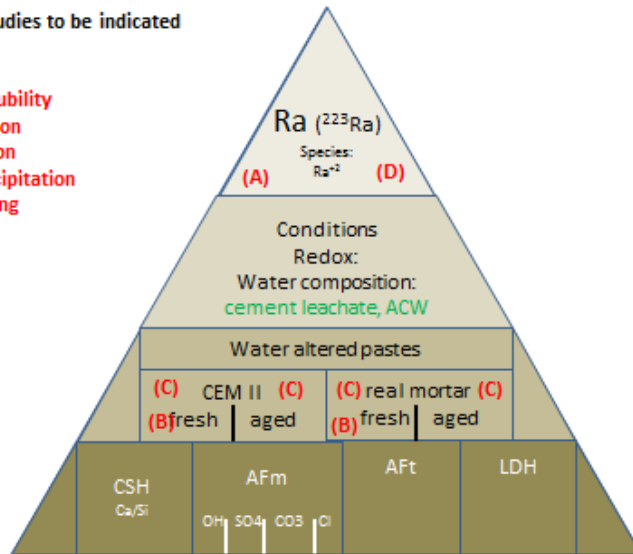 udies to be indicated
ubility
on
on
ipitation
ng
Ra (²²³Ra)
Species:
Ra⁺²
(A) (D)
Conditions
Redox:
Water composition:
cement leachate, ACW
Water altered pastes
(C) CEM II (C)
(B) fresh | aged
(C) real mortar (C)
(B) fresh | aged
CSH
Ca/Si
AFm
OH SO4 CO3 Cl
AFt
LDH